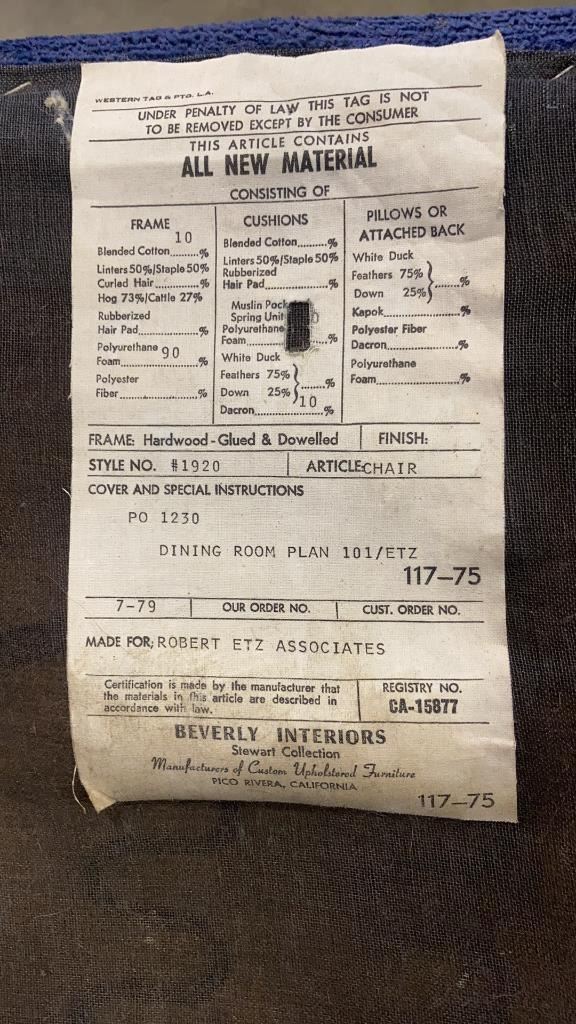 WESTERN TAG & PTG. L.A.
UNDER PENALTY OF LAW THIS TAG IS NOT
TO BE REMOVED EXCEPT BY THE CONSUMER
THIS ARTICLE CONTAINS
ALL NEW MATERIAL
CONSISTING OF
FRAME
10
Blended Cotton........%
Linters 50%/Staple 50%
Curled Hair............%
Hog 73%/Cattle 27%
Rubberized
Hair Pad................%
Polyurethane 90
Foam....................%
Polyester
Fiber.....................%
CUSHIONS
Blended Cotton.........%
Linters 50%/Staple 50%
Rubberized
Hair Pad.................%
Muslin
Spring Unit
Polyurethane
Foam............%
White Duck
Feathers 75%
Down 25% ........%
10
Dacron....................%
PILLOWS OR
ATTACHED BACK
White Duck
Feathers 75%
Down 25% ........%
Kapok.....................%
Polyester Fiber
Dacron....................%
Polyurethane
Foam......................%
FRAME: Hardwood-Glued & Dowelled FINISH:
STYLE NO. #1920 ARTICLE CHAIR
COVER AND SPECIAL INSTRUCTIONS
PO 1230
DINING ROOM PLAN 101/ETZ
117—75
7-79 OUR ORDER NO. CUST. ORDER NO.
MADE FOR; ROBERT ETZ ASSOCIATES
Certification is made by the manufacturer that
the materials in this article are described in
accordance with law.
REGISTRY NO.
CA-15877
BEVERLY INTERIORS
Stewart Collection
Manufacturers of Custom Upholstered Furniture
PICO RIVERA, CALIFORNIA
117—75